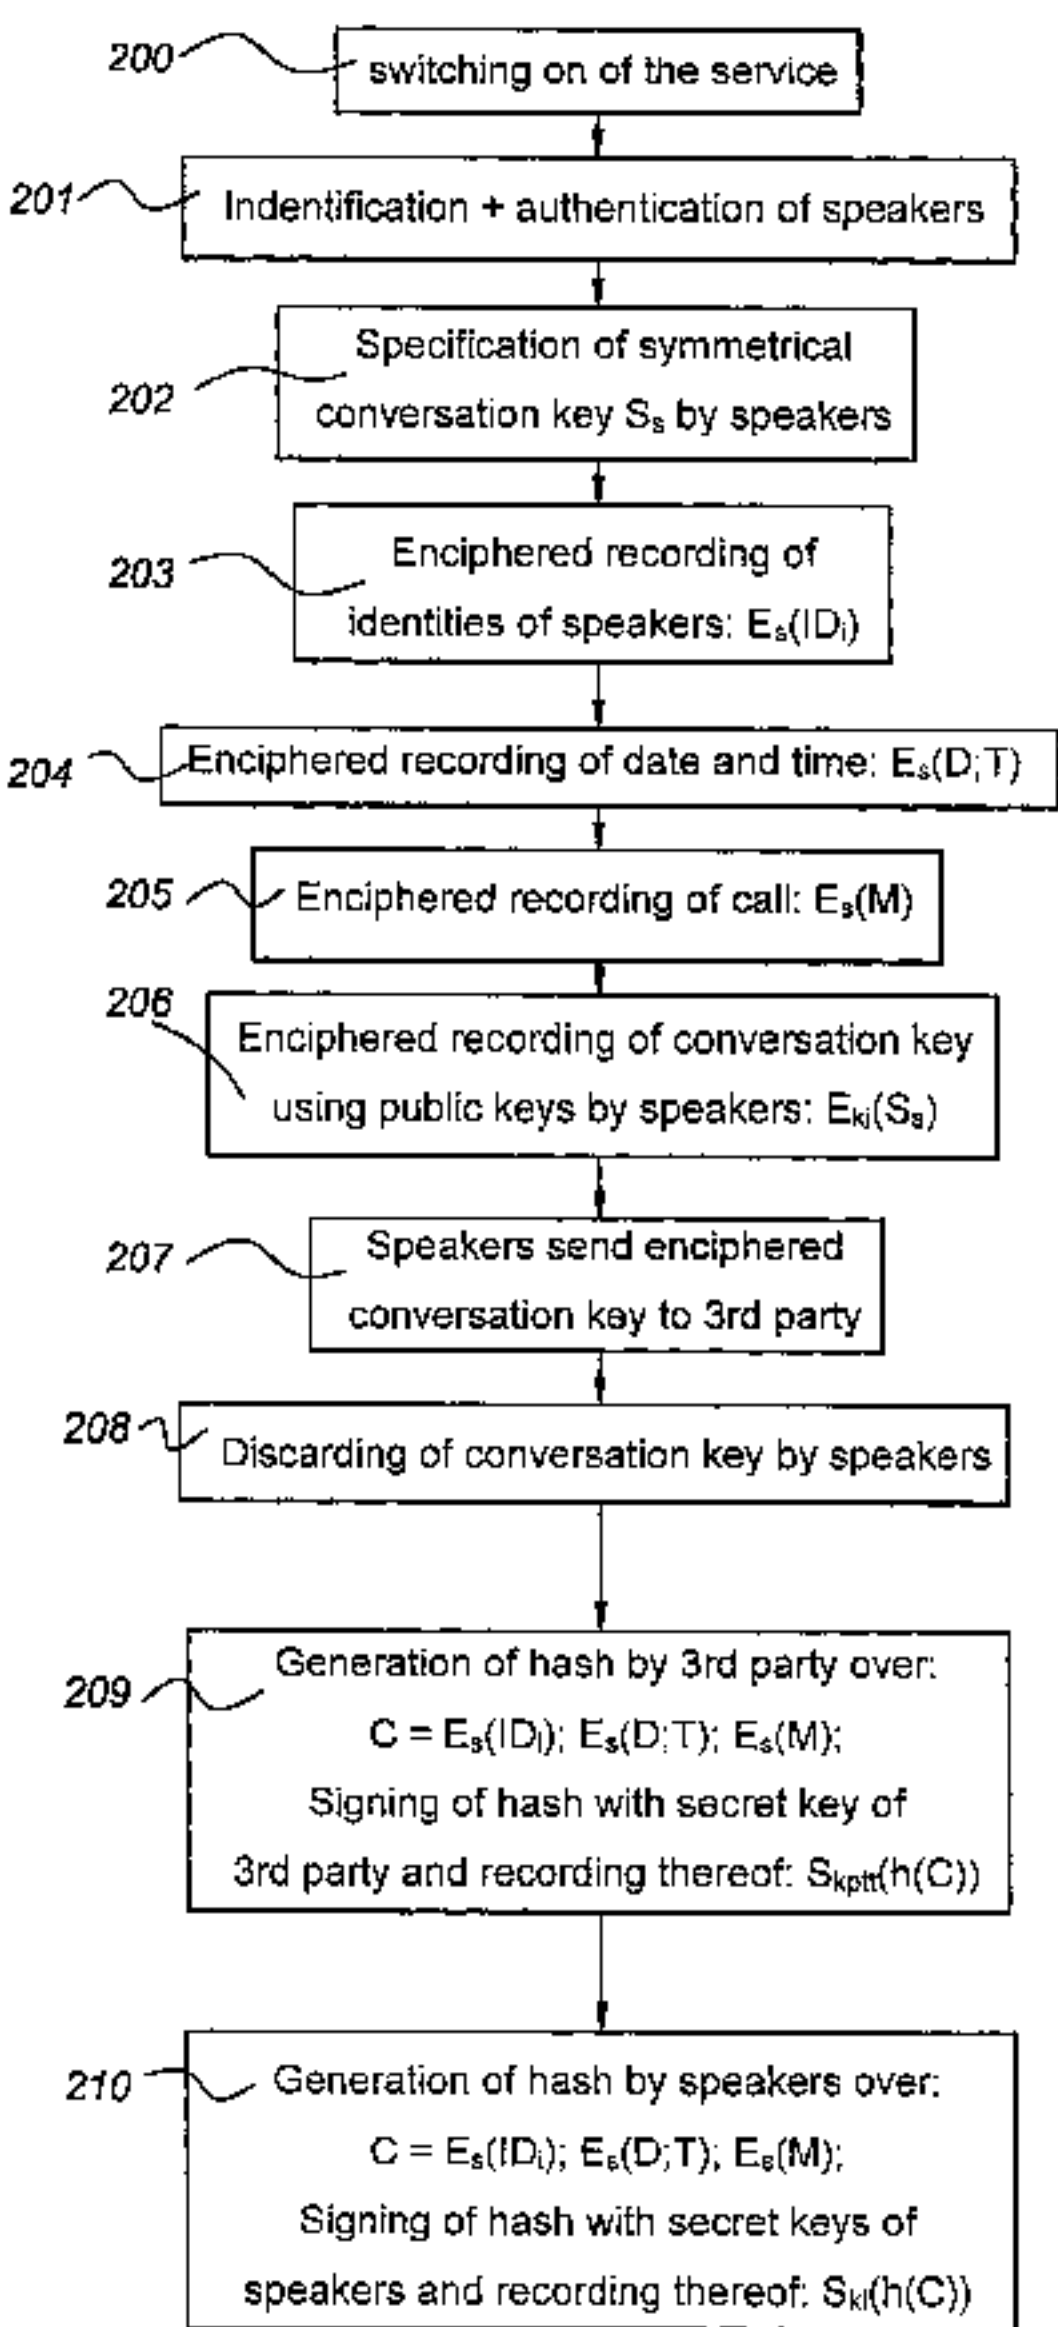 200
switching on of the service
201
Indentification + authentication of speakers
202
Specification of symmetrical
conversation key Sₛ by speakers
203
Enciphered recording of
identities of speakers: Eₛ(IDᵢ)
204
Enciphered recording of date and time: Eₛ(D;T)
205
Enciphered recording of call: Eₛ(M)
206
Enciphered recording of conversation key
using public keys by speakers: Eₖⱼ(Sₛ)
207
Speakers send enciphered
conversation key to 3rd party
208
Discarding of conversation key by speakers
209
Generation of hash by 3rd party over:
C = Eₛ(IDᵢ); Eₛ(D;T); Eₛ(M);
Signing of hash with secret key of
3rd party and recording thereof: Sₖₚₜₜ(h(C))
210
Generation of hash by speakers over:
C = Eₛ(IDᵢ); Eₛ(D;T); Eₛ(M);
Signing of hash with secret keys of
speakers and recording thereof: Sₖₗ(h(C))